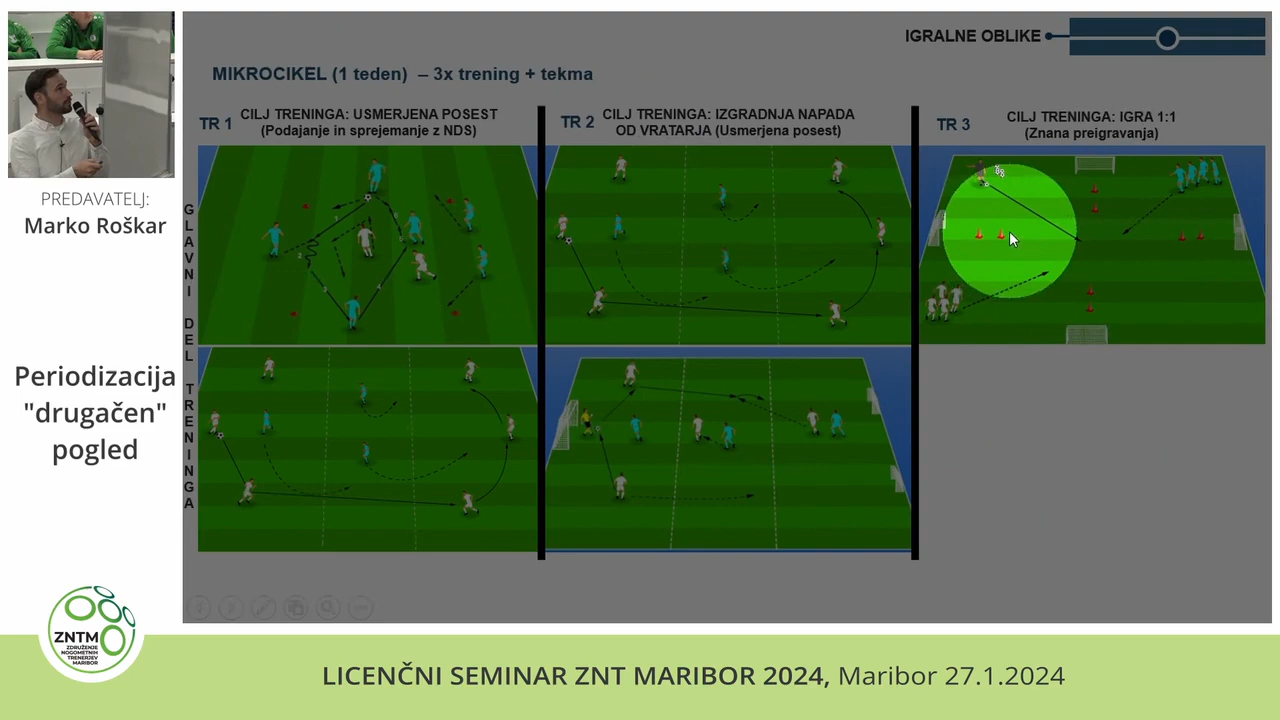 IGRALNE OBLIKE
MIKROCIKEL (1 teden) – 3x trening + tekma
TR 1
CILJ TRENINGA: USMERJENA POSEST
(Podajanje in sprejemanje z NDS)
TR 2
CILJ TRENINGA: IZGRADNJA NAPADA
OD VRATARJA (Usmerjena posest)
TR 3
CILJ TRENINGA: IGRA 1:1
(Znana preigravanja)
GLAVNI DEL TRENINGA
PREDAVATELJ:
Marko Roškar
Periodizacija
"drugačen"
pogled
ZNTM
ZDRUŽENJE
NOGOMETNIH
TRENERJEV
MARIBOR
LICENČNI SEMINAR ZNT MARIBOR 2024, Maribor 27.1.2024